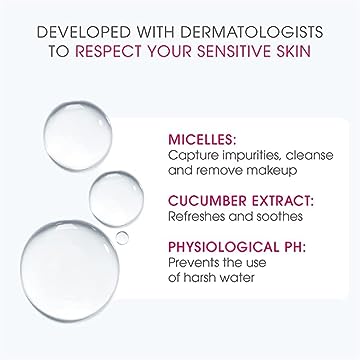 DEVELOPED WITH DERMATOLOGISTS
TO RESPECT YOUR SENSITIVE SKIN
MICELLES:
Capture impurities, cleanse
and remove makeup
CUCUMBER EXTRACT:
Refreshes and soothes
PHYSIOLOGICAL PH:
Prevents the use
of harsh water